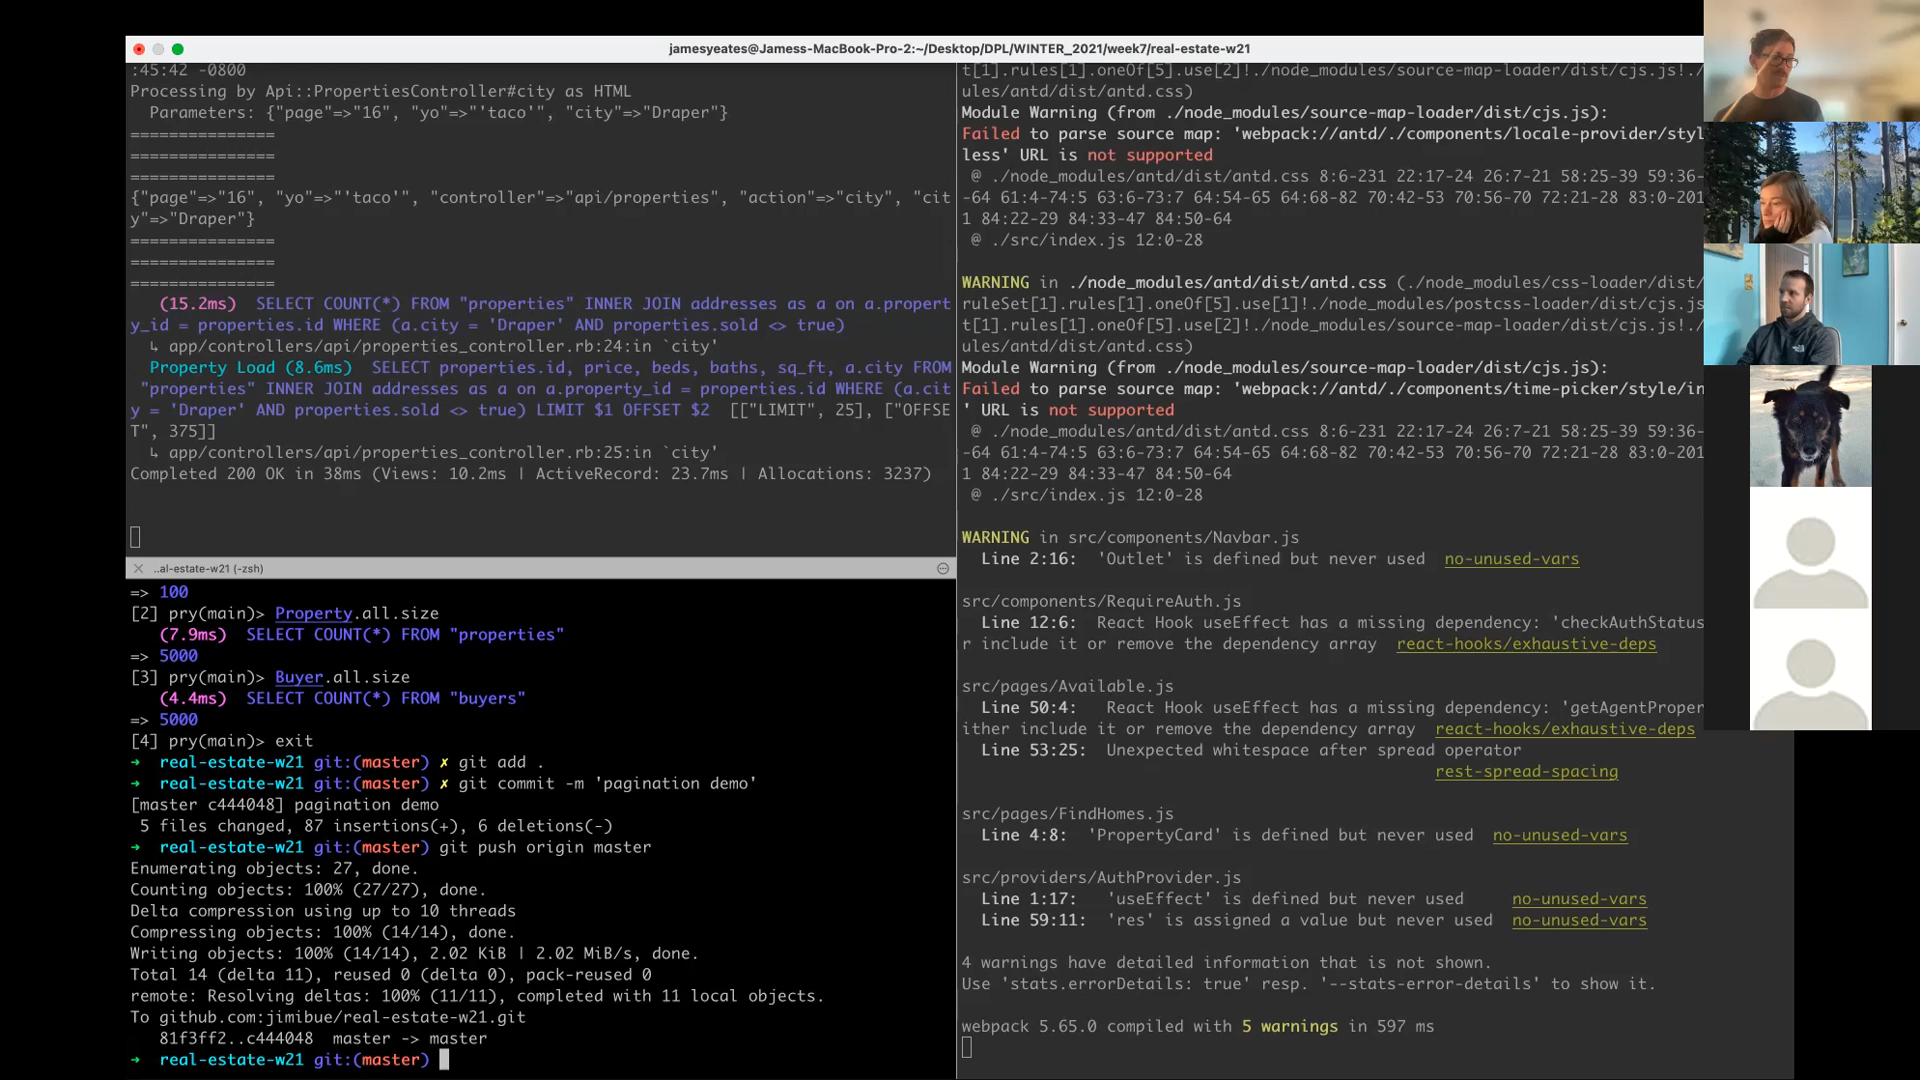 jamesyeates@Jamess-MacBook-Pro-2:~/Desktop/DPL/WINTER_2021/week7/real-estate-w21
:45:42 -0800
Processing by Api::PropertiesController#city as HTML
  Parameters: {"page"=>"16", "yo"=>"'taco'", "city"=>"Draper"}
===============
===============
===============
{"page"=>"16", "yo"=>"'taco'", "controller"=>"api/properties", "action"=>"city", "cit
y"=>"Draper"}
===============
===============
===============
   (15.2ms)  SELECT COUNT(*) FROM "properties" INNER JOIN addresses as a on a.propert
y_id = properties.id WHERE (a.city = 'Draper' AND properties.sold <> true)
  ↳ app/controllers/api/properties_controller.rb:24:in `city'
  Property Load (8.6ms)  SELECT properties.id, price, beds, baths, sq_ft, a.city FROM
 "properties" INNER JOIN addresses as a on a.property_id = properties.id WHERE (a.cit
y = 'Draper' AND properties.sold <> true) LIMIT $1 OFFSET $2  [["LIMIT", 25], ["OFFSE
T", 375]]
  ↳ app/controllers/api/properties_controller.rb:25:in `city'
Completed 200 OK in 38ms (Views: 10.2ms | ActiveRecord: 23.7ms | Allocations: 3237)
..al-estate-w21 (-zsh)
=> 100
[2] pry(main)> Property.all.size
   (7.9ms)  SELECT COUNT(*) FROM "properties"
=> 5000
[3] pry(main)> Buyer.all.size
   (4.4ms)  SELECT COUNT(*) FROM "buyers"
=> 5000
[4] pry(main)> exit
➜  real-estate-w21 git:(master) ✗ git add .
➜  real-estate-w21 git:(master) ✗ git commit -m 'pagination demo'
[master c444048] pagination demo
 5 files changed, 87 insertions(+), 6 deletions(-)
➜  real-estate-w21 git:(master) git push origin master
Enumerating objects: 27, done.
Counting objects: 100% (27/27), done.
Delta compression using up to 10 threads
Compressing objects: 100% (14/14), done.
Writing objects: 100% (14/14), 2.02 KiB | 2.02 MiB/s, done.
Total 14 (delta 11), reused 0 (delta 0), pack-reused 0
remote: Resolving deltas: 100% (11/11), completed with 11 local objects.
To github.com:jimibue/real-estate-w21.git
   81f3ff2..c444048  master -> master
➜  real-estate-w21 git:(master)
t[1].rules[1].oneOf[5].use[2]!./node_modules/source-map-loader/dist/cjs.js!./
ules/antd/dist/antd.css)
Module Warning (from ./node_modules/source-map-loader/dist/cjs.js):
Failed to parse source map: 'webpack://antd/./components/locale-provider/styl
less' URL is not supported
 @ ./node_modules/antd/dist/antd.css 8:6-231 22:17-24 26:7-21 58:25-39 59:36-
-64 61:4-74:5 63:6-73:7 64:54-65 64:68-82 70:42-53 70:56-70 72:21-28 83:0-201
1 84:22-29 84:33-47 84:50-64
 @ ./src/index.js 12:0-28
WARNING in ./node_modules/antd/dist/antd.css (./node_modules/css-loader/dist/
ruleSet[1].rules[1].oneOf[5].use[1]!./node_modules/postcss-loader/dist/cjs.js
t[1].rules[1].oneOf[5].use[2]!./node_modules/source-map-loader/dist/cjs.js!./
ules/antd/dist/antd.css)
Module Warning (from ./node_modules/source-map-loader/dist/cjs.js):
Failed to parse source map: 'webpack://antd/./components/time-picker/style/in
' URL is not supported
 @ ./node_modules/antd/dist/antd.css 8:6-231 22:17-24 26:7-21 58:25-39 59:36-
-64 61:4-74:5 63:6-73:7 64:54-65 64:68-82 70:42-53 70:56-70 72:21-28 83:0-201
1 84:22-29 84:33-47 84:50-64
 @ ./src/index.js 12:0-28
WARNING in src/components/Navbar.js
  Line 2:16:  'Outlet' is defined but never used  no-unused-vars
src/components/RequireAuth.js
  Line 12:6:  React Hook useEffect has a missing dependency: 'checkAuthStatus
r include it or remove the dependency array  react-hooks/exhaustive-deps
src/pages/Available.js
  Line 50:4:   React Hook useEffect has a missing dependency: 'getAgentProper
ither include it or remove the dependency array  react-hooks/exhaustive-deps
  Line 53:25:  Unexpected whitespace after spread operator
rest-spread-spacing
src/pages/FindHomes.js
  Line 4:8:  'PropertyCard' is defined but never used  no-unused-vars
src/providers/AuthProvider.js
  Line 1:17:   'useEffect' is defined but never used     no-unused-vars
  Line 59:11:  'res' is assigned a value but never used  no-unused-vars
4 warnings have detailed information that is not shown.
Use 'stats.errorDetails: true' resp. '--stats-error-details' to show it.
webpack 5.65.0 compiled with 5 warnings in 597 ms